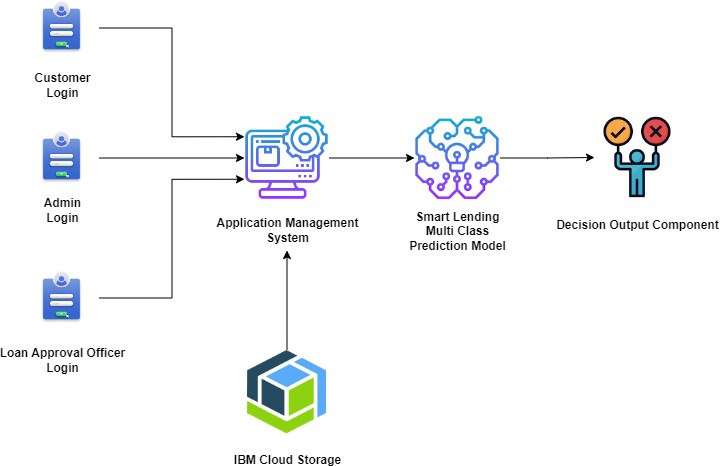 Customer
Login
Admin
Login
Loan Approval Officer
Login
Application Management
System
Smart Lending
Multi Class
Prediction Model
Decision Output Component
IBM Cloud Storage